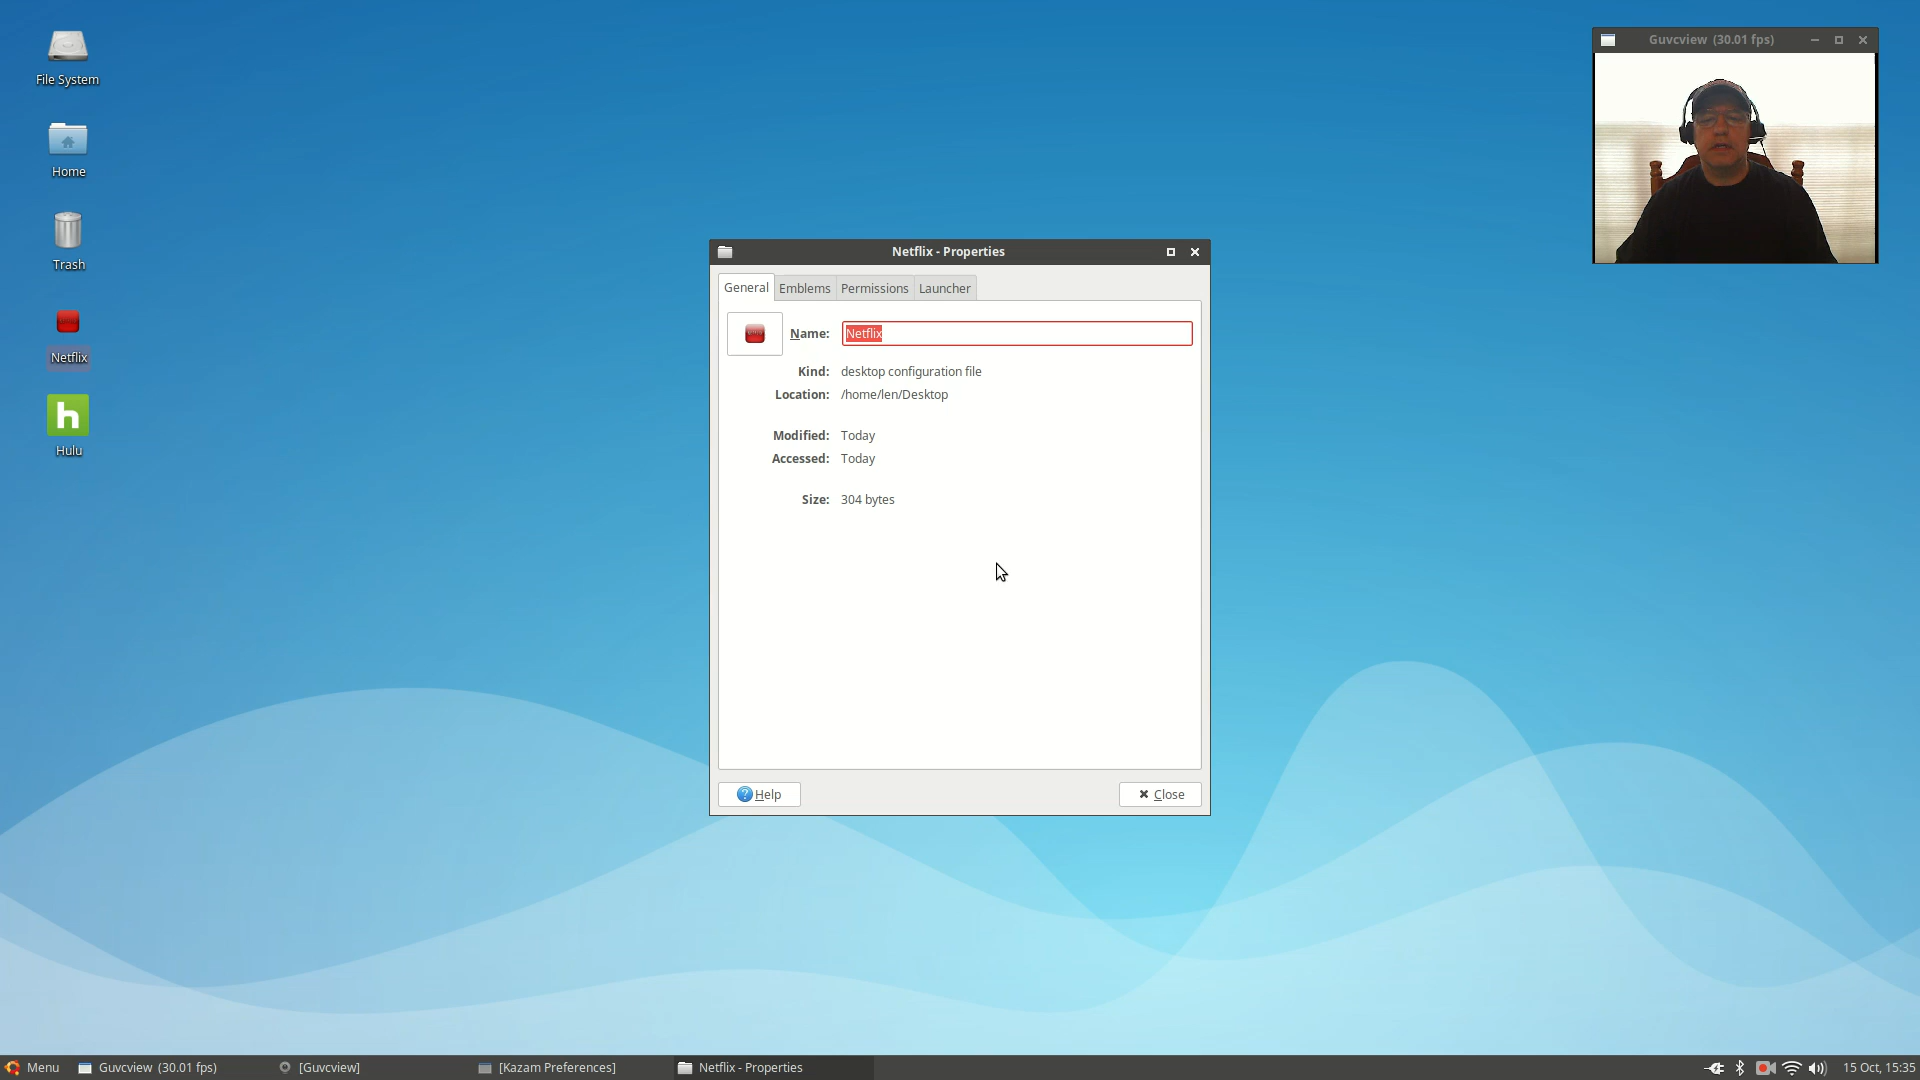 File System
Home
Trash
Netflix
h
Hulu
Guvcview (30.01 fps)
Netflix - Properties
General Emblems Permissions Launcher
Name: Netflix
Kind: desktop configuration file
Location: /home/len/Desktop
Modified: Today
Accessed: Today
Size: 304 bytes
? Help
Close
Menu Guvcview (30.01 fps) [Guvcview] [Kazam Preferences] Netflix - Properties 15 Oct, 15:35